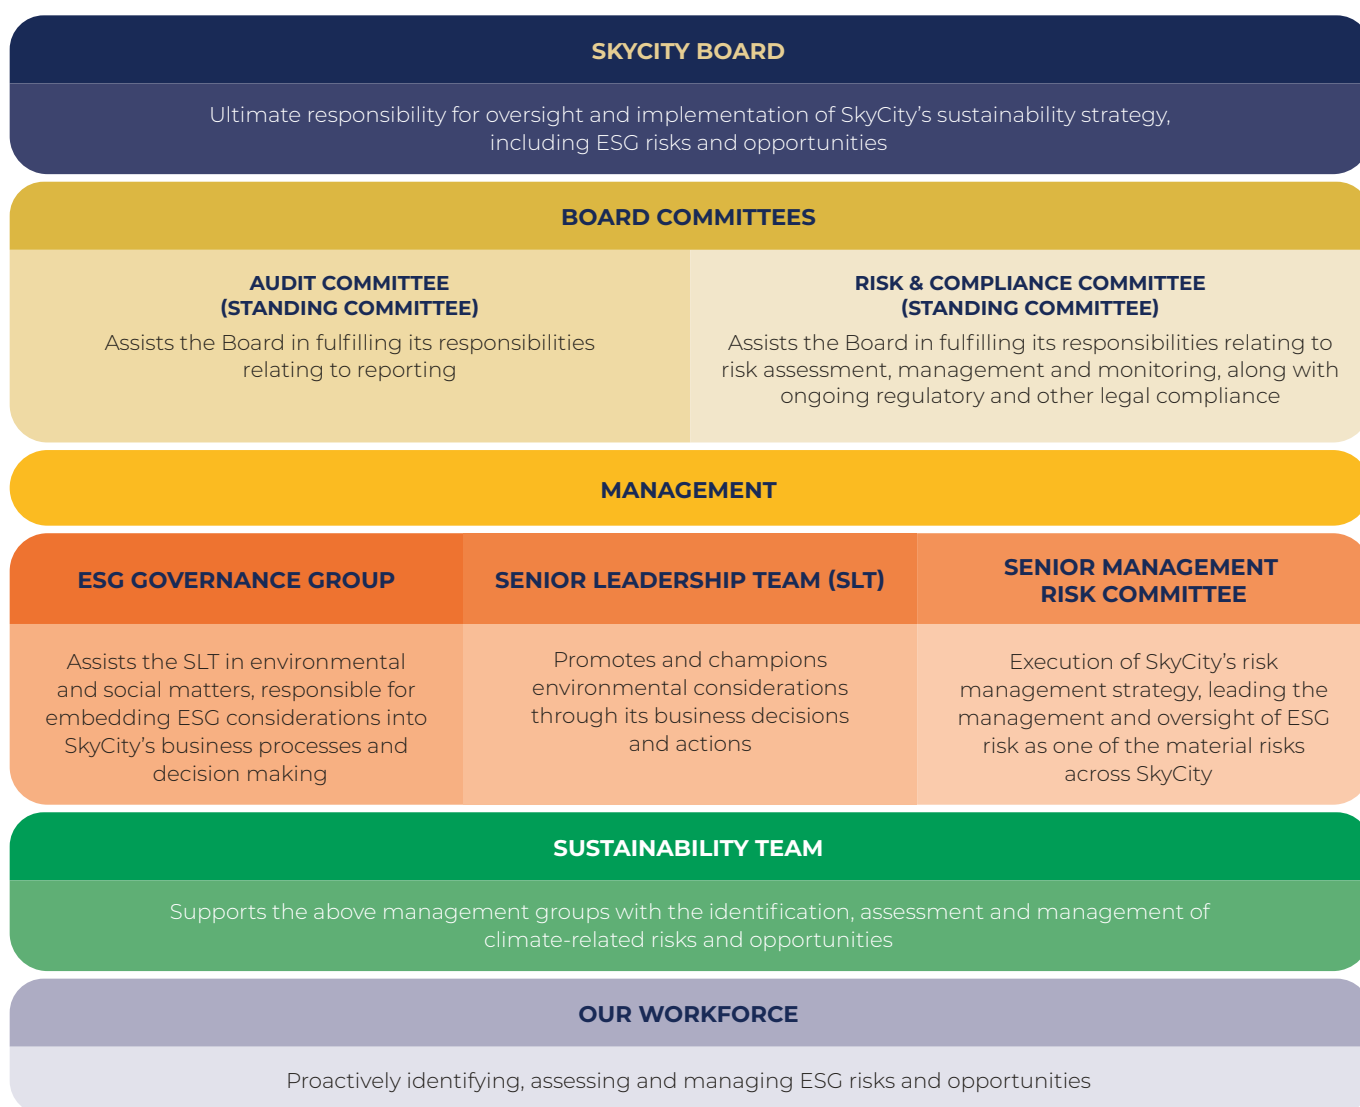 SKYCITY BOARD
Ultimate responsibility for oversight and implementation of SkyCity’s sustainability strategy,
including ESG risks and opportunities
BOARD COMMITTEES
AUDIT COMMITTEE
(STANDING COMMITTEE)
Assists the Board in fulfilling its responsibilities
relating to reporting
RISK & COMPLIANCE COMMITTEE
(STANDING COMMITTEE)
Assists the Board in fulfilling its responsibilities relating to
risk assessment, management and monitoring, along with
ongoing regulatory and other legal compliance
MANAGEMENT
ESG GOVERNANCE GROUP
Assists the SLT in environmental
and social matters, responsible for
embedding ESG considerations into
SkyCity’s business processes and
decision making
SENIOR LEADERSHIP TEAM (SLT)
Promotes and champions
environmental considerations
through its business decisions
and actions
SENIOR MANAGEMENT
RISK COMMITTEE
Execution of SkyCity’s risk
management strategy, leading the
management and oversight of ESG
risk as one of the material risks
across SkyCity
SUSTAINABILITY TEAM
Supports the above management groups with the identification, assessment and management of
climate-related risks and opportunities
OUR WORKFORCE
Proactively identifying, assessing and managing ESG risks and opportunities